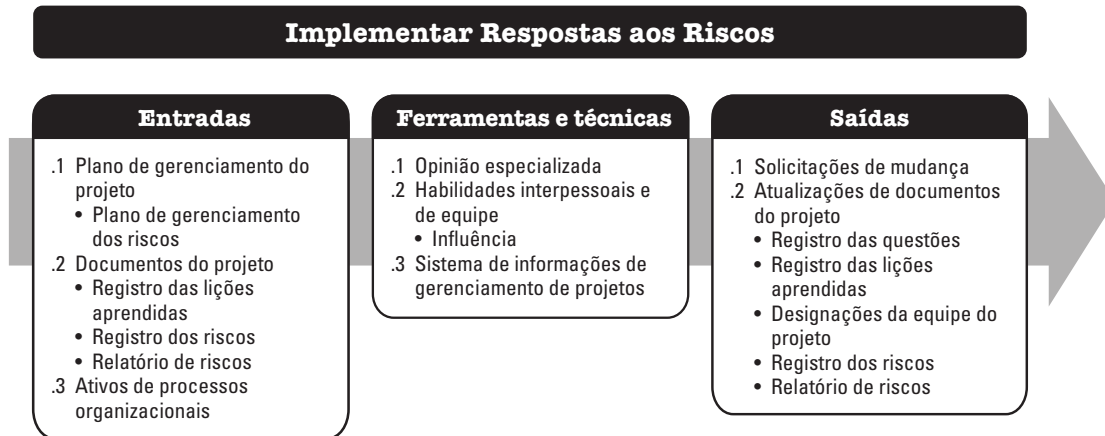 Implementar Respostas aos Riscos
Entradas
.1 Plano de gerenciamento do
projeto
• Plano de gerenciamento
dos riscos
.2 Documentos do projeto
• Registro das lições
aprendidas
• Registro dos riscos
• Relatório de riscos
.3 Ativos de processos
organizacionais
Ferramentas e técnicas
.1 Opinião especializada
.2 Habilidades interpessoais e
de equipe
• Influência
.3 Sistema de informações de
gerenciamento de projetos
Saídas
.1 Solicitações de mudança
.2 Atualizações de documentos
do projeto
• Registro das questões
• Registro das lições
aprendidas
• Designações da equipe do
projeto
• Registro dos riscos
• Relatório de riscos